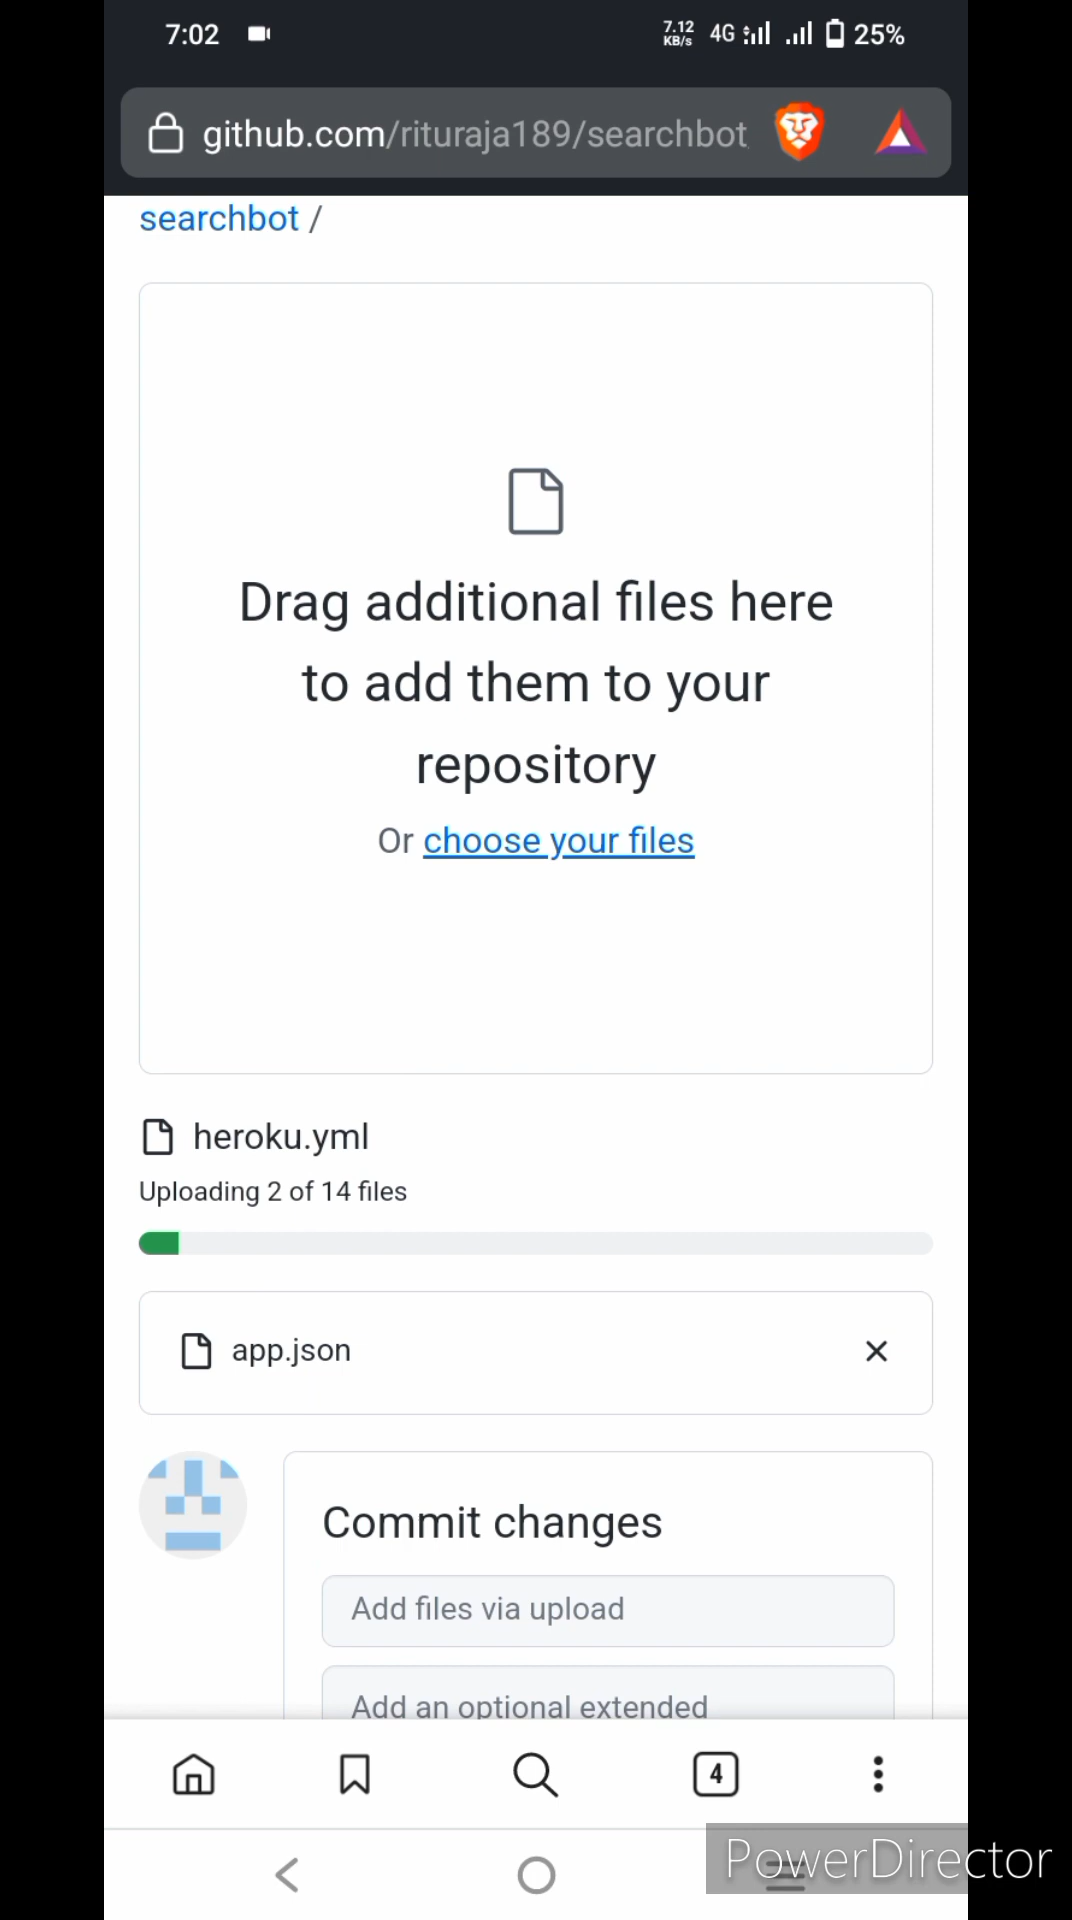 7:02
7.12
KB/s
4G
25%
github.com/rituraja189/searchbot
searchbot /
Drag additional files here
to add them to your
repository
Or choose your files
heroku.yml
Uploading 2 of 14 files
app.json
Commit changes
Add files via upload
Add an optional extended
4
PowerDirector